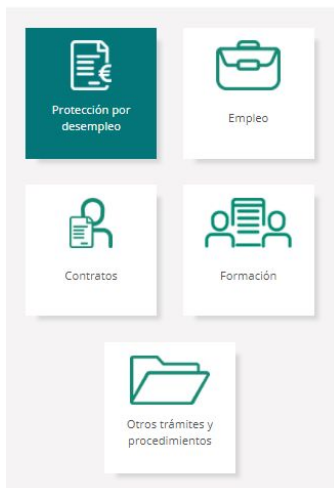 Protección por
desempleo
Empleo
Contratos
Formación
Otros trámites y
procedimientos